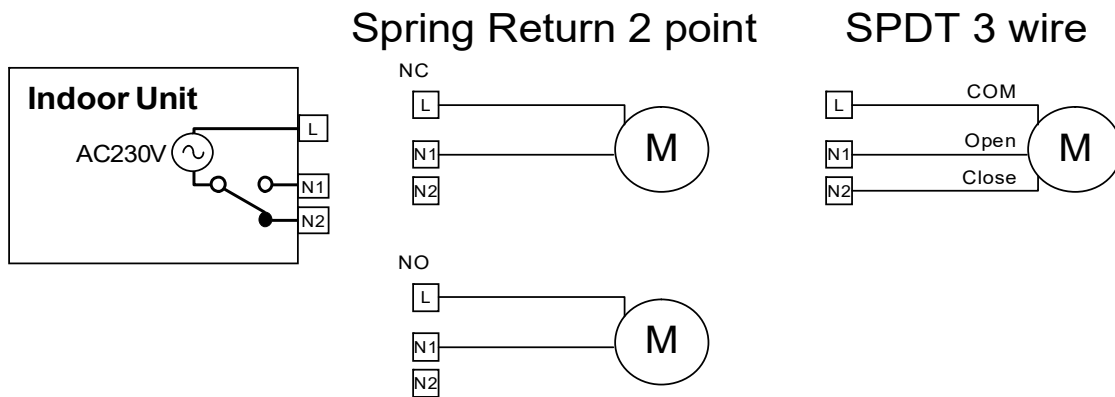 Spring Return 2 point
SPDT 3 wire
Indoor Unit
AC230V
L
N1
N2
NC
L
N1
N2
M
NO
L
N1
N2
M
L
N1
N2
COM
Open
Close
M